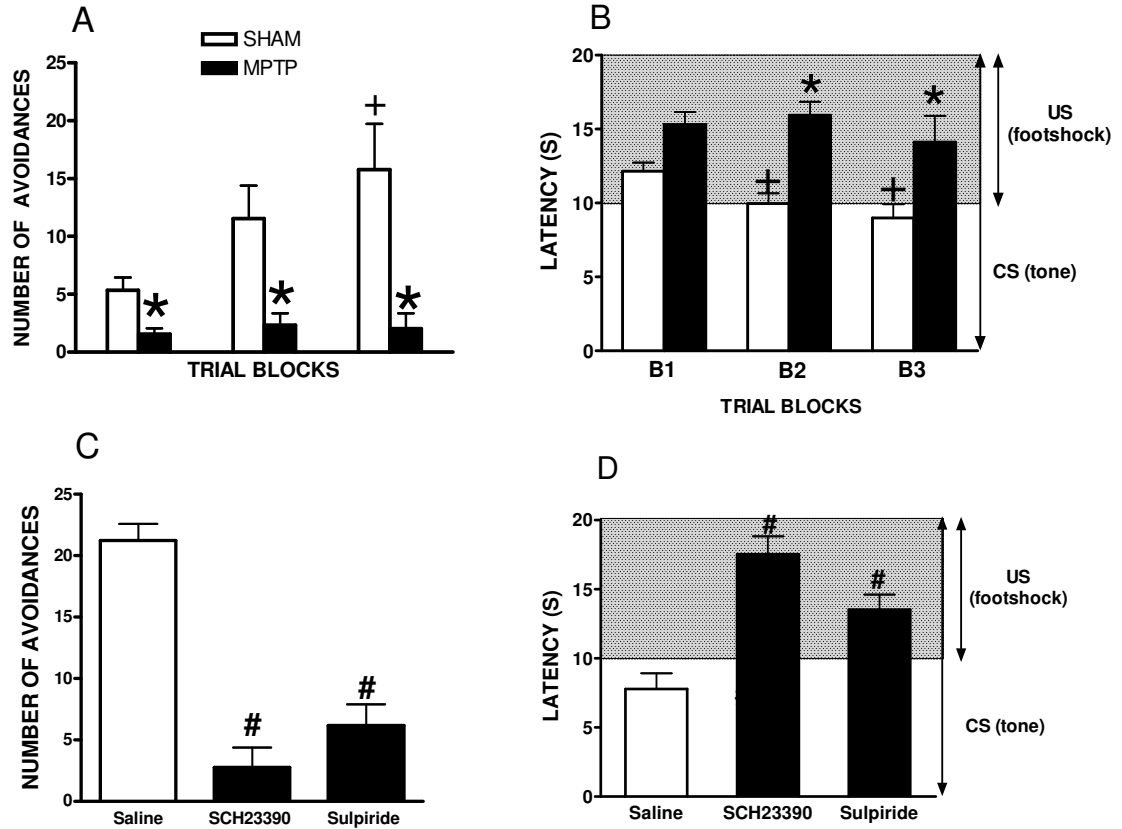 A
SHAM
MPTP
NUMBER OF AVOIDANCES
25
20
15
10
5
0
+
*
*
*
TRIAL BLOCKS
B
LATENCY (S)
20
15
10
5
0
*
*
+
+
US
(footshock)
CS (tone)
B1 B2 B3
TRIAL BLOCKS
C
NUMBER OF AVOIDANCES
25
20
15
10
5
0
#
#
Saline SCH23390 Sulpiride
D
LATENCY (S)
20
15
10
5
0
#
#
US
(footshock)
CS (tone)
Saline SCH23390 Sulpiride